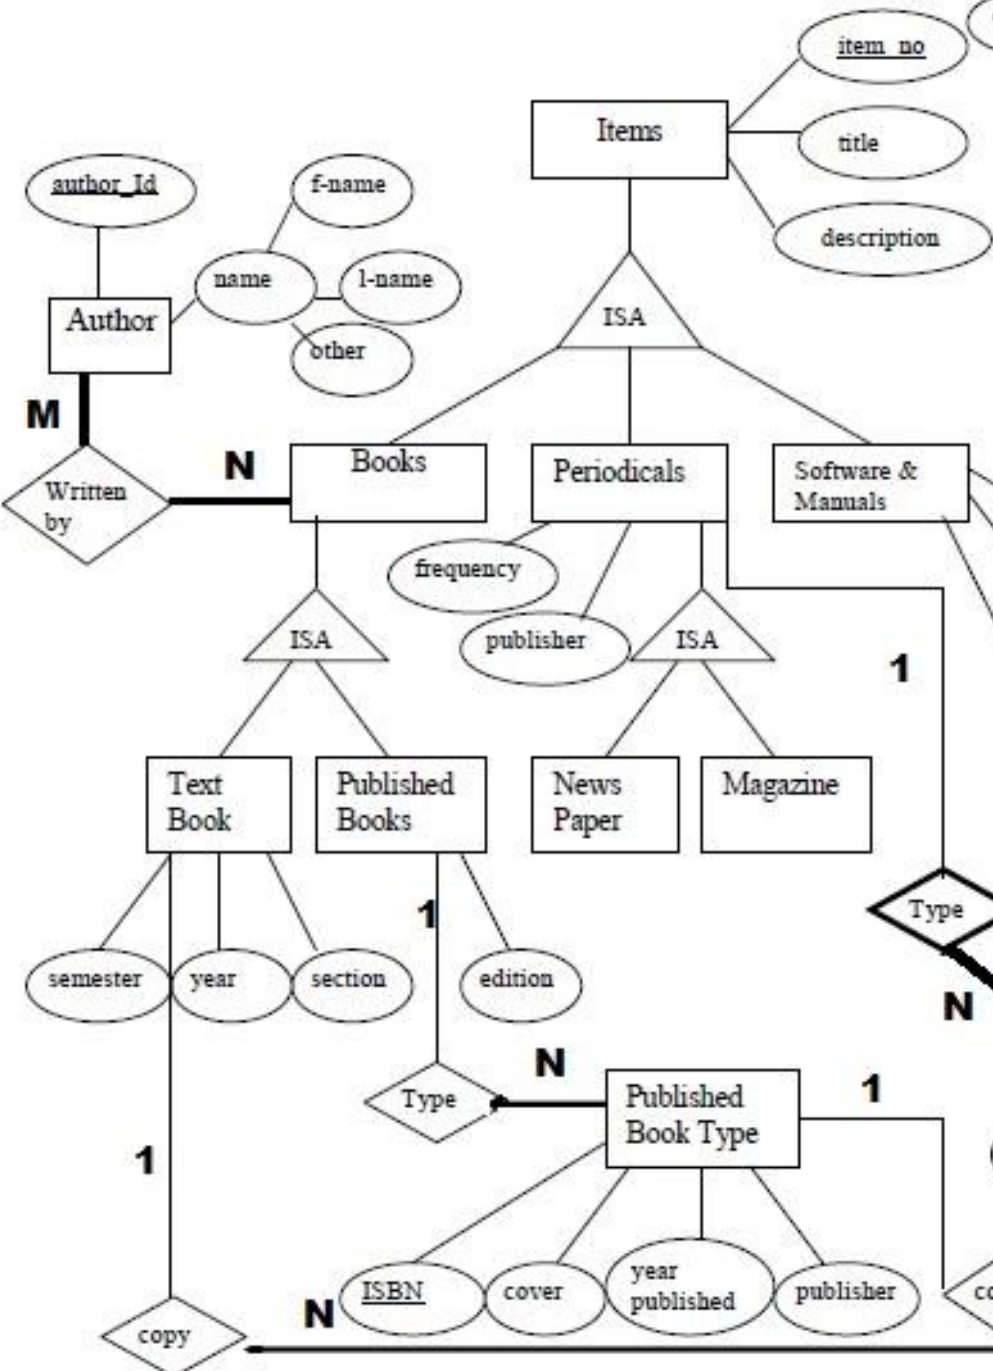 item_no
Items
title
author_Id
f-name
description
name
l-name
Author
ISA
other
M
N
Books
Periodicals
Software &
Manuals
Written
by
frequency
publisher
ISA
ISA
1
Text
Book
Published
Books
News
Paper
Magazine
1
Type
semester
year
section
edition
N
N
Type
Published
Book Type
1
1
year
published
ISBN
cover
publisher
co
N
copy